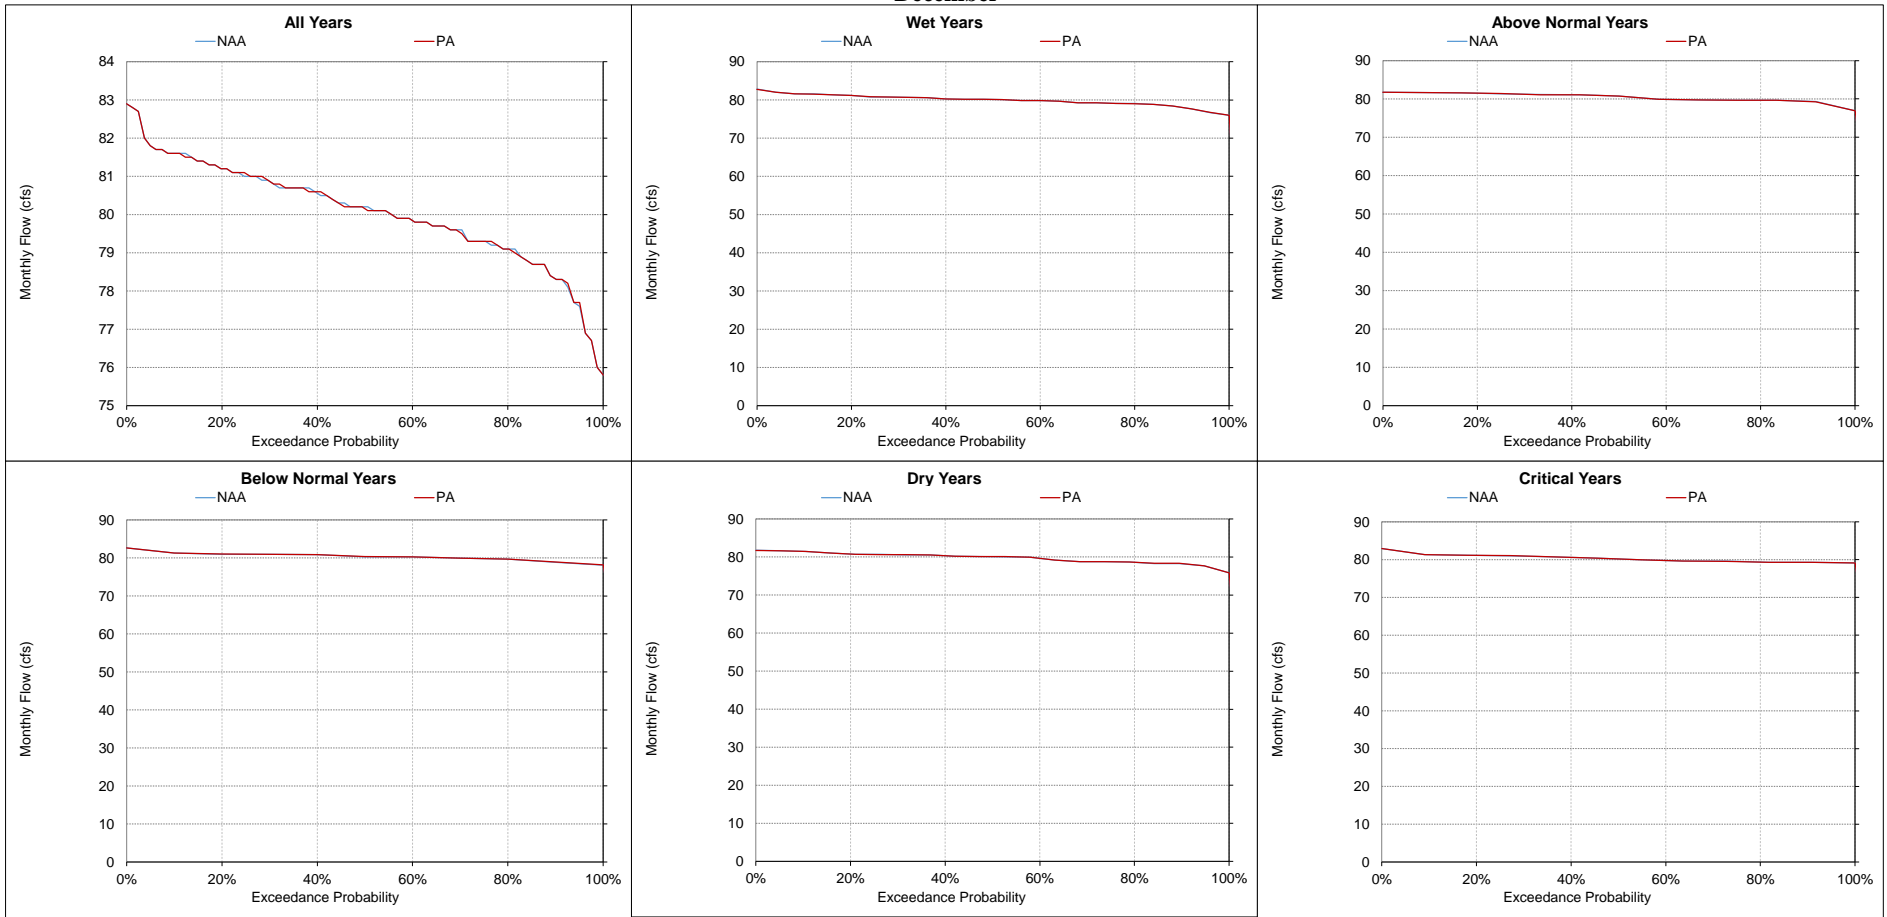 December
All Years
NAA PA
84
83
82
81
80
79
78
77
76
75
Monthly Flow (cfs)
0% 20% 40% 60% 80% 100%
Exceedance Probability
Wet Years
NAA PA
90
80
70
60
50
40
30
20
10
0
Monthly Flow (cfs)
0% 20% 40% 60% 80% 100%
Exceedance Probability
Above Normal Years
NAA PA
90
80
70
60
50
40
30
20
10
0
Monthly Flow (cfs)
0% 20% 40% 60% 80% 100%
Exceedance Probability
Below Normal Years
NAA PA
90
80
70
60
50
40
30
20
10
0
Monthly Flow (cfs)
0% 20% 40% 60% 80% 100%
Exceedance Probability
Dry Years
NAA PA
90
80
70
60
50
40
30
20
10
0
Monthly Flow (cfs)
0% 20% 40% 60% 80% 100%
Exceedance Probability
Critical Years
NAA PA
90
80
70
60
50
40
30
20
10
0
Monthly Flow (cfs)
0% 20% 40% 60% 80% 100%
Exceedance Probability